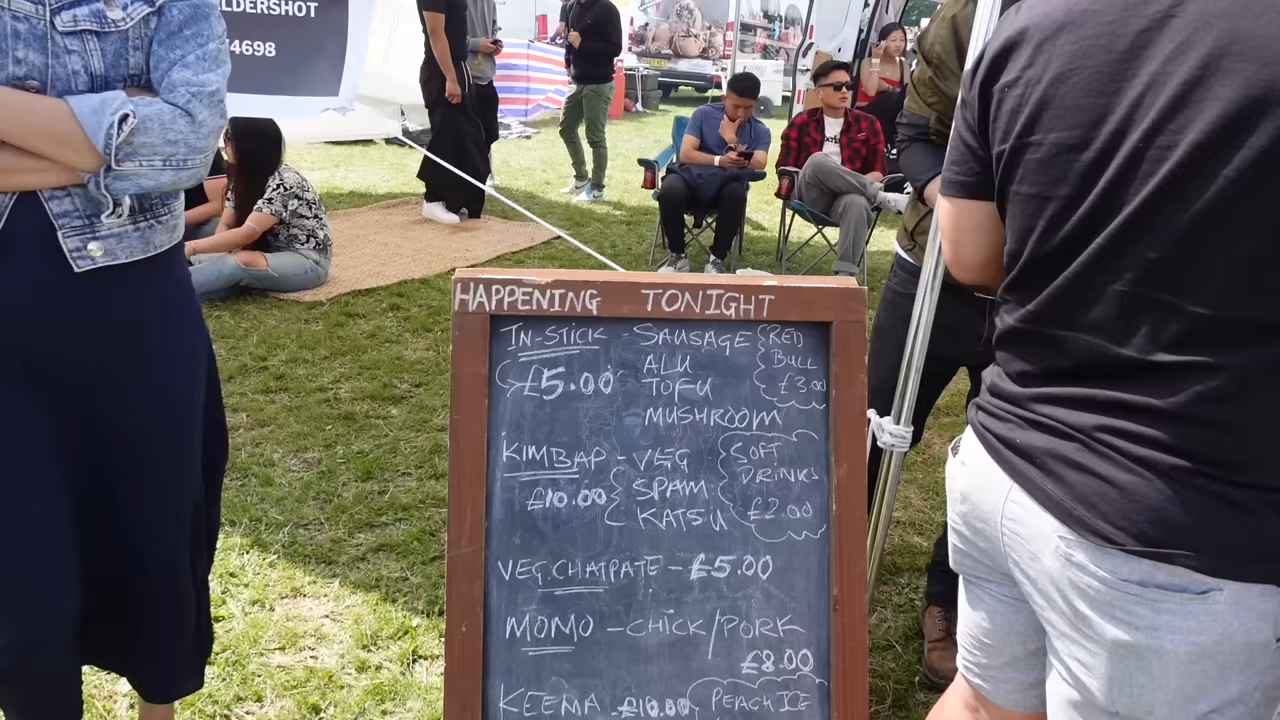 LDERSHOT
4698
HAPPENING TONIGHT
IN-STICK - SAUSAGE
£5.00
ALU
TOFU
MUSHROOM
RED
BULL
£3.00
KIMBAP - VEG
£10.00
SPAM
KATSU
SOFT
DRINKS
£2.00
VEG. CHATPATE - £5.00
MOMO - CHICK/PORK
£8.00
KEEMA - £10.00
PEACH ICE